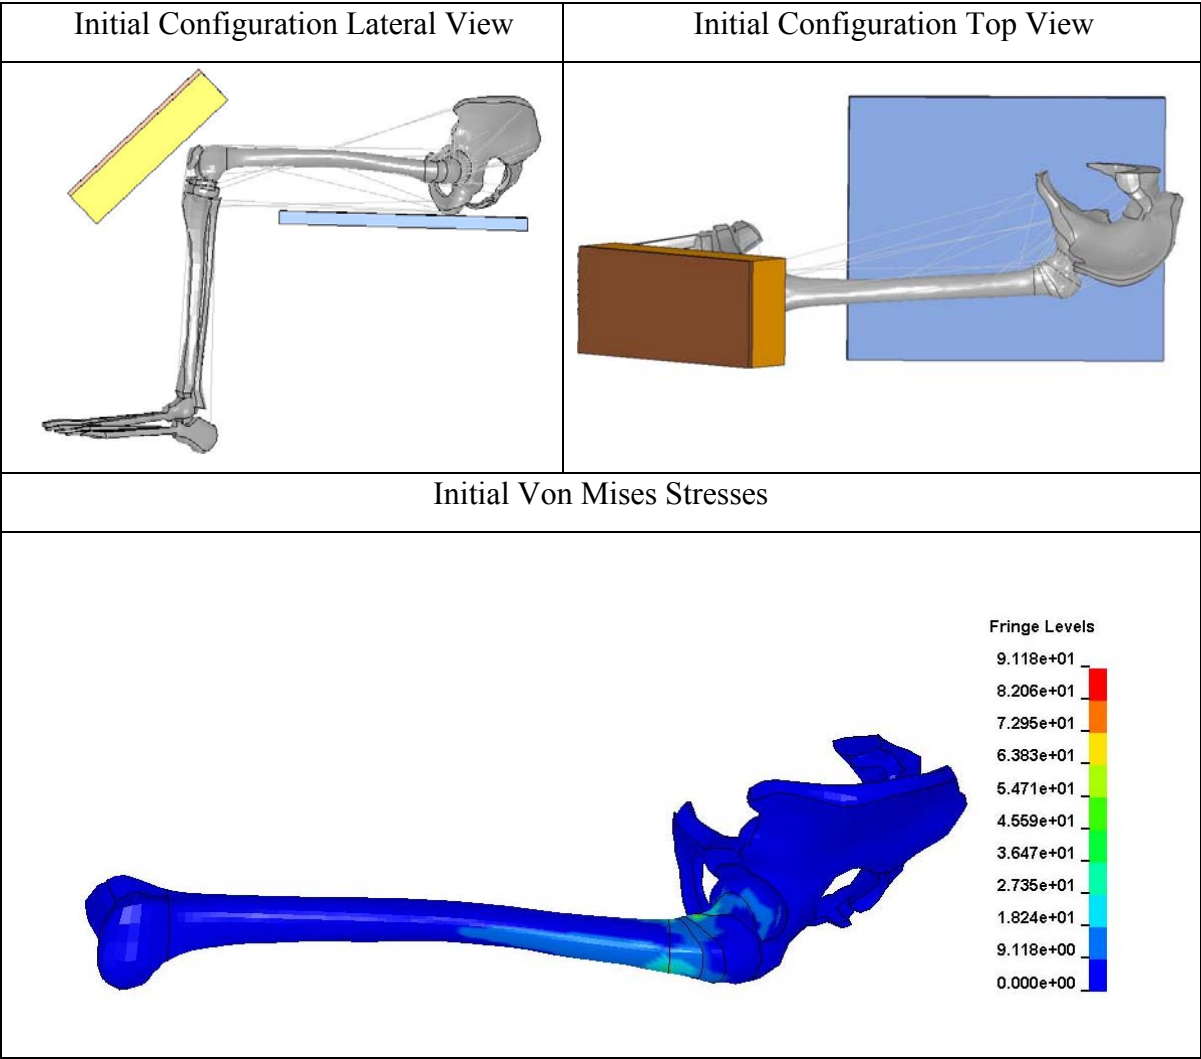 Initial Configuration Lateral View
Initial Configuration Top View
Initial Von Mises Stresses
Fringe Levels
9.118e+01
8.206e+01
7.295e+01
6.383e+01
5.471e+01
4.559e+01
3.647e+01
2.735e+01
1.824e+01
9.118e+00
0.000e+00